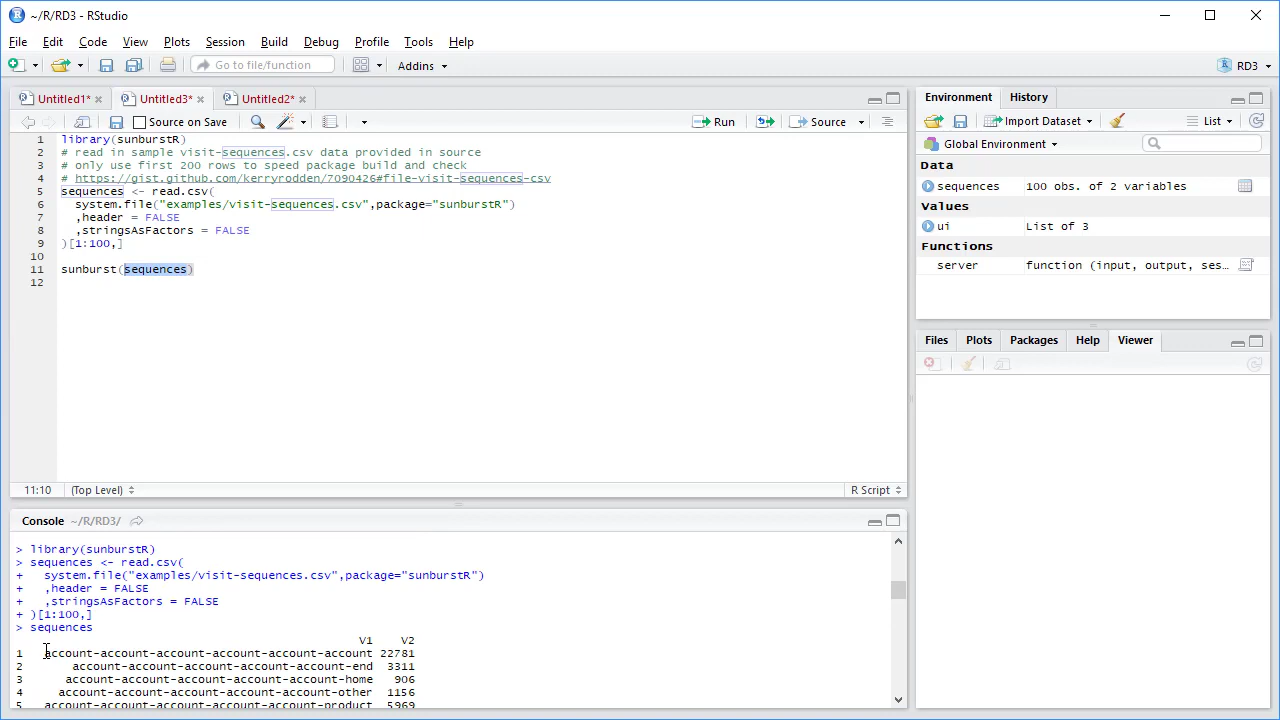 ~/R/RD3 - RStudio
File Edit Code View Plots Session Build Debug Profile Tools Help
Go to file/function Addins RD3
Untitled1* Untitled3* Untitled2*
Source on Save Run Source
1 library(sunburstR)
2 # read in sample visit-sequences.csv data provided in source
3 # only use first 200 rows to speed package build and check
4 # https://gist.github.com/kerryrodden/7090426#file-visit-sequences-csv
5 sequences <- read.csv(
6 system.file("examples/visit-sequences.csv",package="sunburstR")
7 ,header = FALSE
8 ,stringsAsFactors = FALSE
9 )[1:100,]
10
11 sunburst(sequences)
12
11:10 (Top Level) R Script
Console ~/R/RD3/
> library(sunburstR)
> sequences <- read.csv(
+ system.file("examples/visit-sequences.csv",package="sunburstR")
+ ,header = FALSE
+ ,stringsAsFactors = FALSE
+ )[1:100,]
> sequences
V1 V2
1 account-account-account-account-account-account 22781
2 account-account-account-account-account-end 3311
3 account-account-account-account-account-home 906
4 account-account-account-account-account-other 1156
5 account-account-account-account-account-product 5969
Environment History
Import Dataset List
Global Environment
Data
sequences 100 obs. of 2 variables
Values
ui List of 3
Functions
server function (input, output, ses…
Files Plots Packages Help Viewer